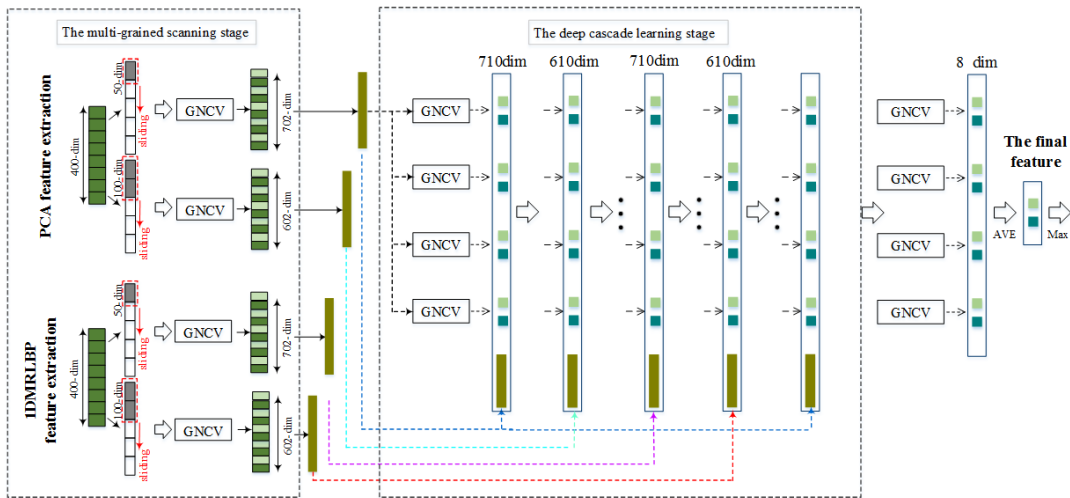 The multi-grained scanning stage
The deep cascade learning stage
PCA feature extraction
400-dim
50-dim
sliding
GNCV
702-dim
100-dim
sliding
GNCV
602-dim
IDMRLBP
feature extraction
400-dim
50-dim
sliding
GNCV
702-dim
100-dim
sliding
GNCV
602-dim
710dim
610dim
710dim
610dim
GNCV
GNCV
GNCV
GNCV
GNCV
GNCV
GNCV
GNCV
8 dim
The final
feature
AVE
Max